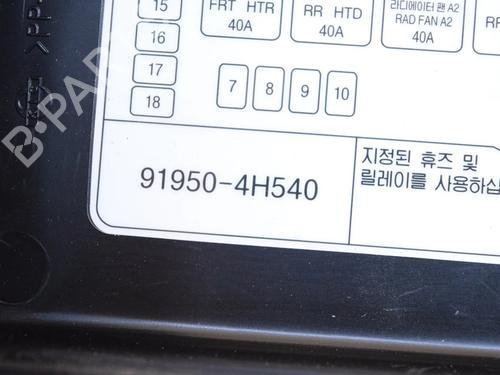 15
FRT HTR
40A
RR HTD
40A
라디에이터 팬 A2
RAD FAN A2
40A
16
17
18
7
8
9
10
91950-4H540
지정된 휴즈 및
릴레이를 사용하십
B-PAR
>PP-